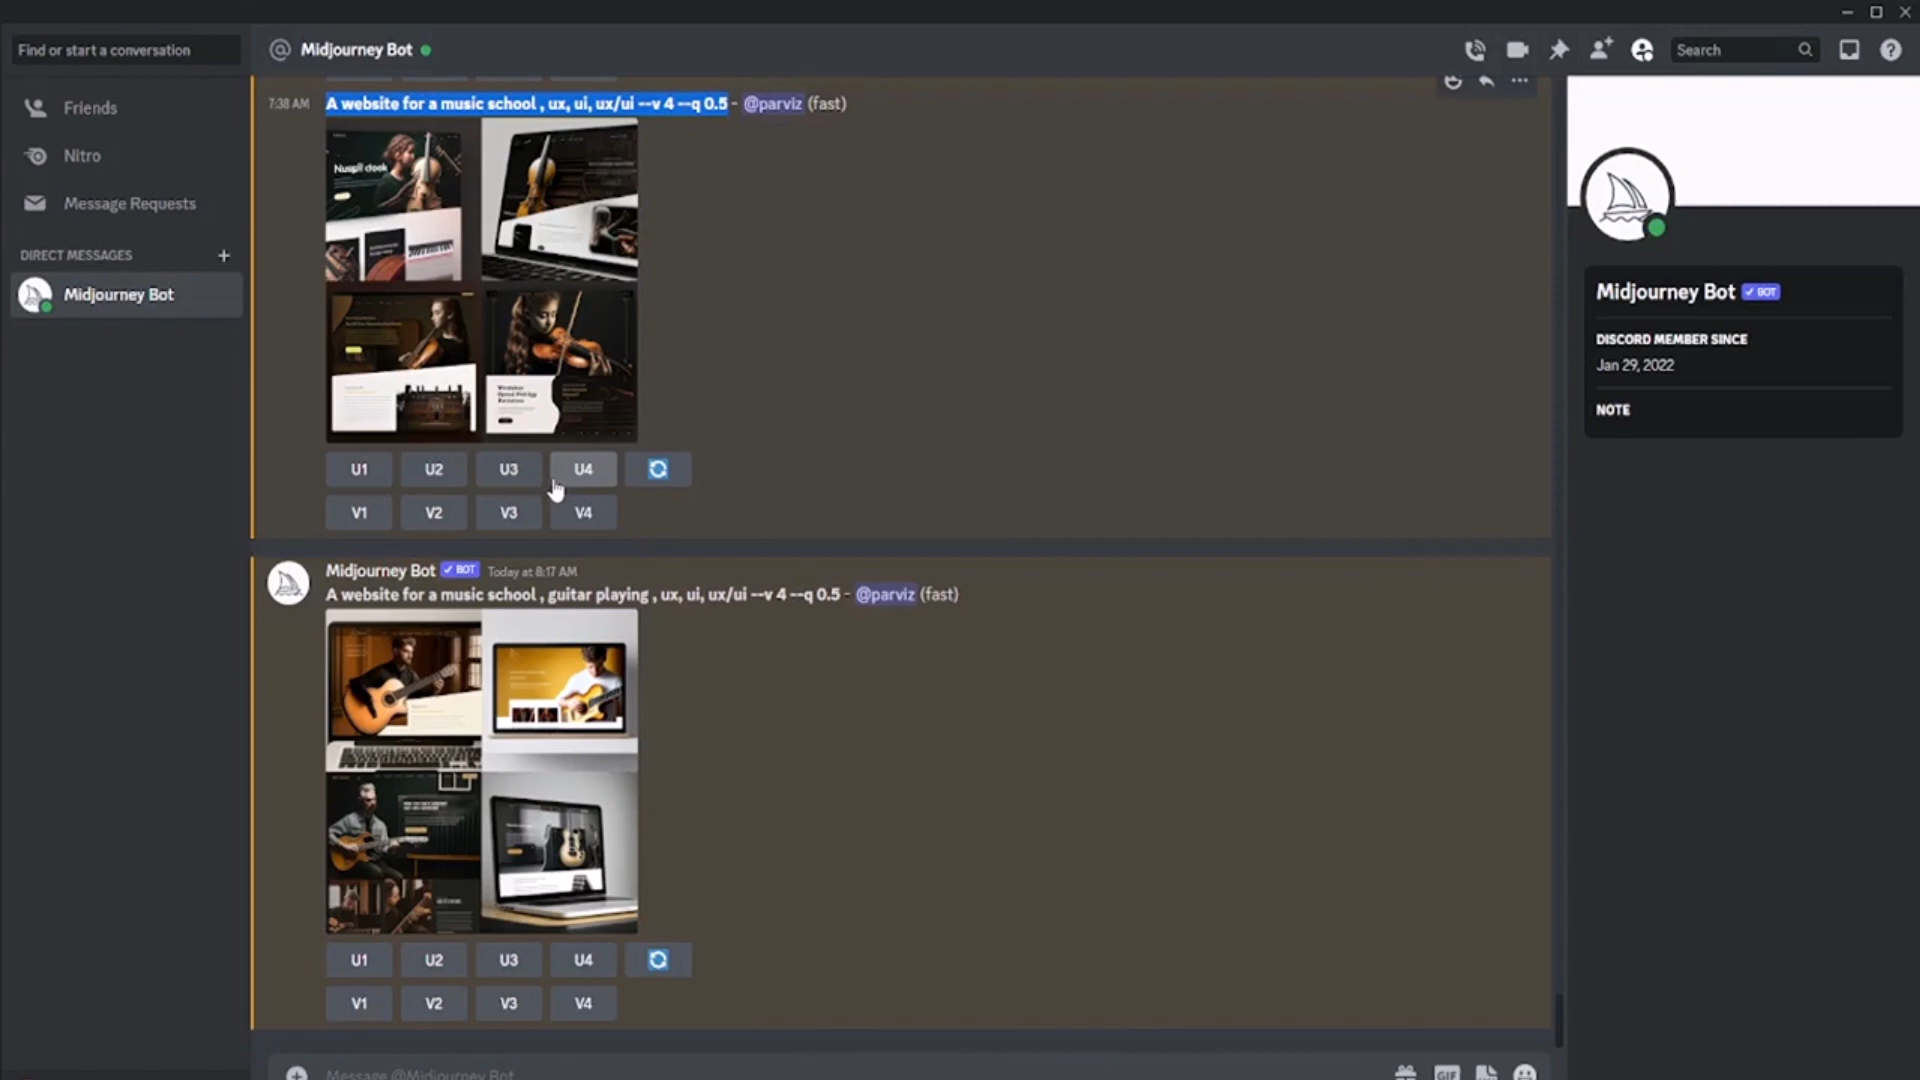 Find or start a conversation
Midjourney Bot
Search
Friends
Nitro
Message Requests
DIRECT MESSAGES
Midjourney Bot
7:38 AM A website for a music school , ux, ui, ux/ui --v 4 --q 0.5 - @parviz (fast)
U1 U2 U3 U4
V1 V2 V3 V4
Midjourney Bot ✓ BOT Today at 8:17 AM
A website for a music school , guitar playing , ux, ui, ux/ui --v 4 --q 0.5 - @parviz (fast)
U1 U2 U3 U4
V1 V2 V3 V4
Message @Midjourney Bot
GIF
Midjourney Bot ✓ BOT
DISCORD MEMBER SINCE
Jan 29, 2022
NOTE